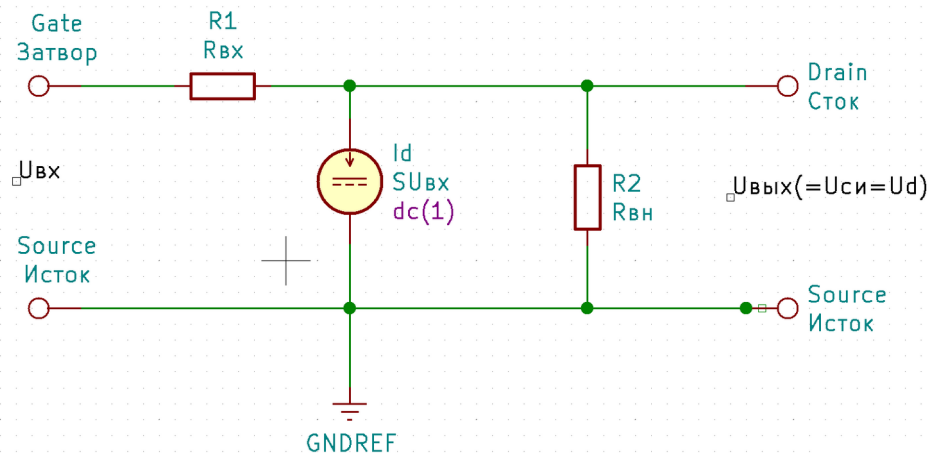 Gate
Затвор
R1
Rвх
Drain
Сток
Id
SUвх
dc(1)
Uвх
R2
Rвн
Uвых(=Uси=Ud)
Source
Исток
Source
Исток
GNDREF